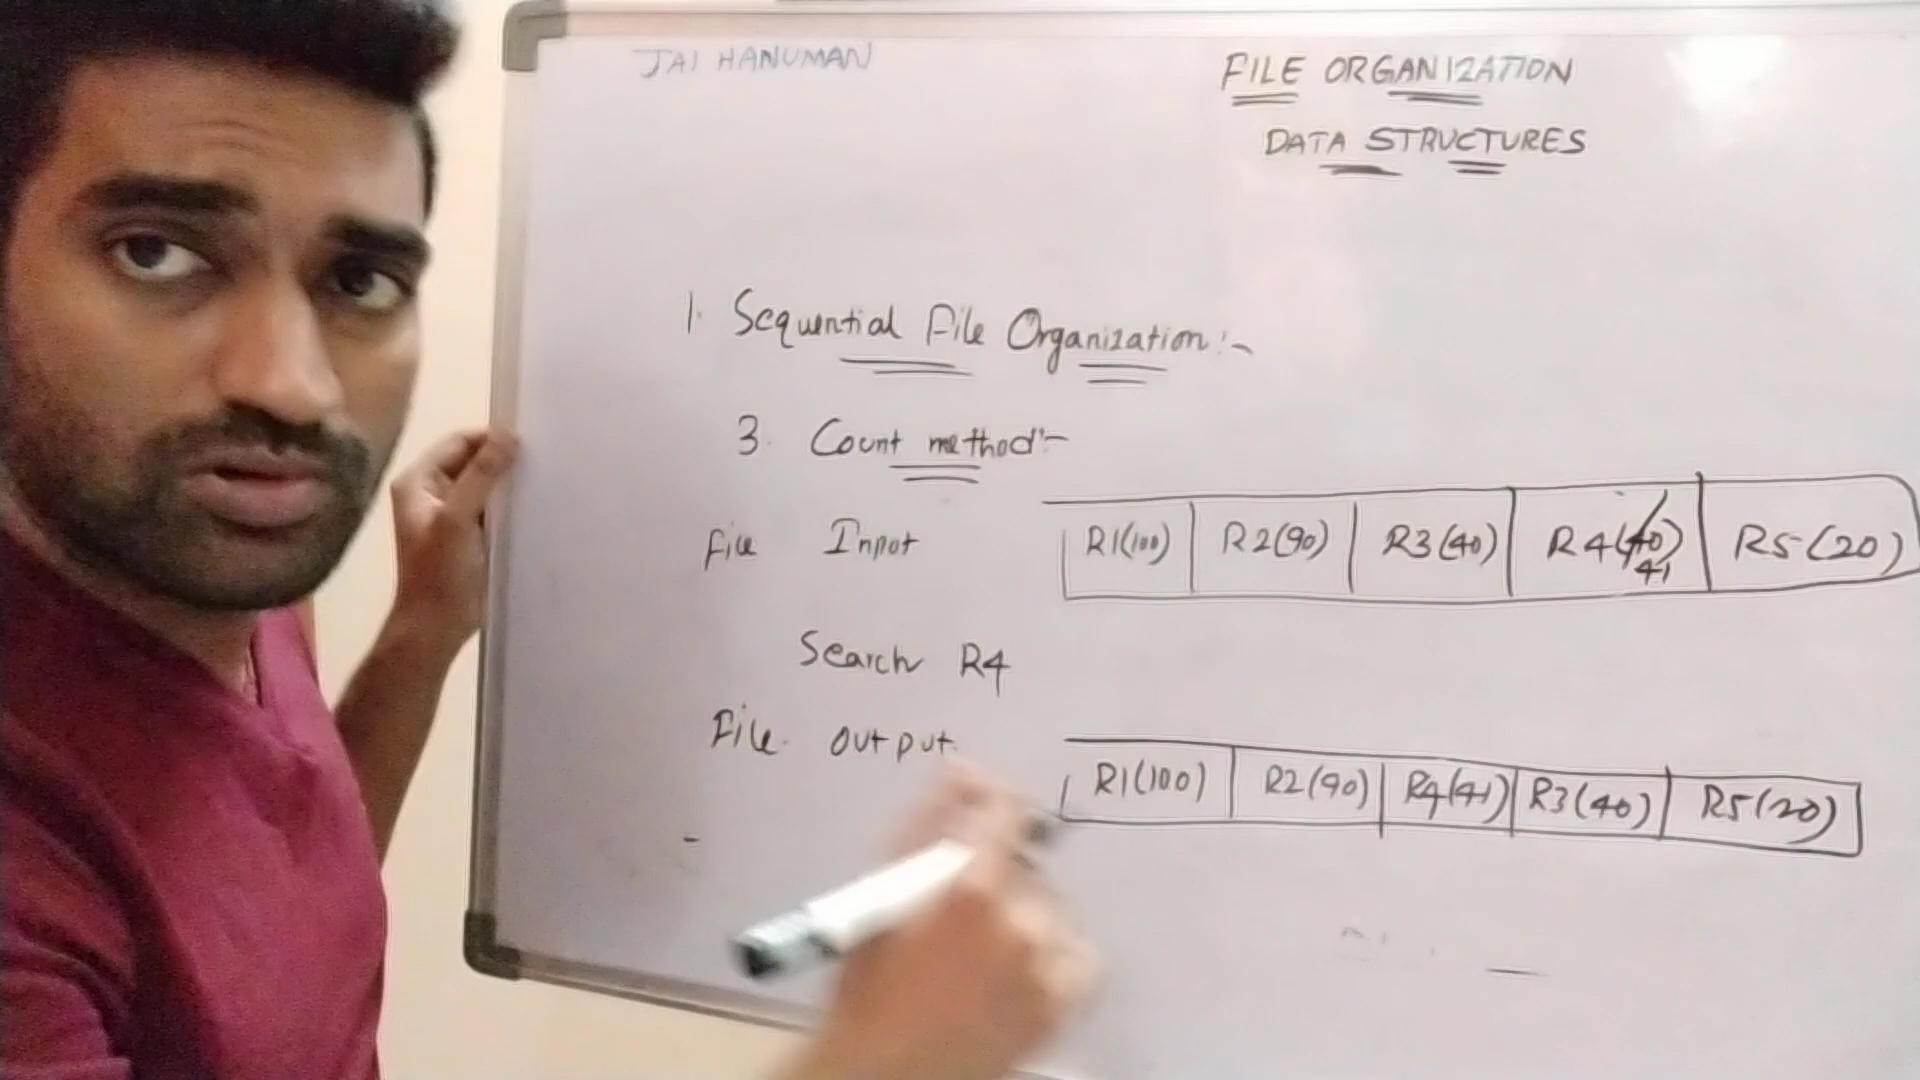 JAI HANUMAN
FILE ORGANIZATION
DATA STRUCTURES
1. Sequential File Organization:-
3. Count method:-
File Input R1(100) R2(90) R3(40) R4(40) 41 R5(20)
Search R4
File output R1(100) R2(90) R4(41) R3(40) R5(20)